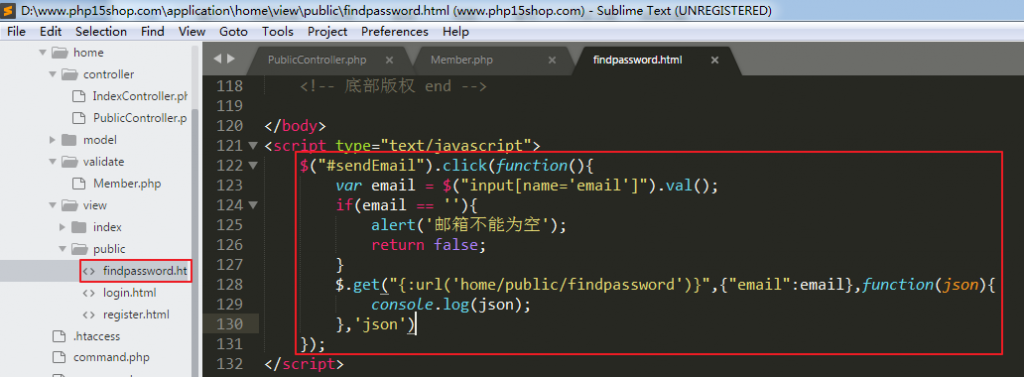 D:\www.php15shop.com\application\home\view\public\findpassword.html (www.php15shop.com) - Sublime Text (UNREGISTERED)
File Edit Selection Find View Goto Tools Project Preferences Help
home
controller
IndexController.ph
PublicController.p
model
validate
Member.php
view
index
public
findpassword.ht
login.html
register.html
.htaccess
command.php
PublicController.php × Member.php × findpassword.html ×
118 <!-- 底部版权 end -->
119
120 </body>
121 <script type="text/javascript">
122 $("#sendEmail").click(function(){
123 var email = $("input[name='email']").val();
124 if(email == ''){
125 alert('邮箱不能为空');
126 return false;
127 }
128 $.get("{:url('home/public/findpassword')}",{"email":email},function(json){
129 console.log(json);
130 },'json')
131 });
132 </script>